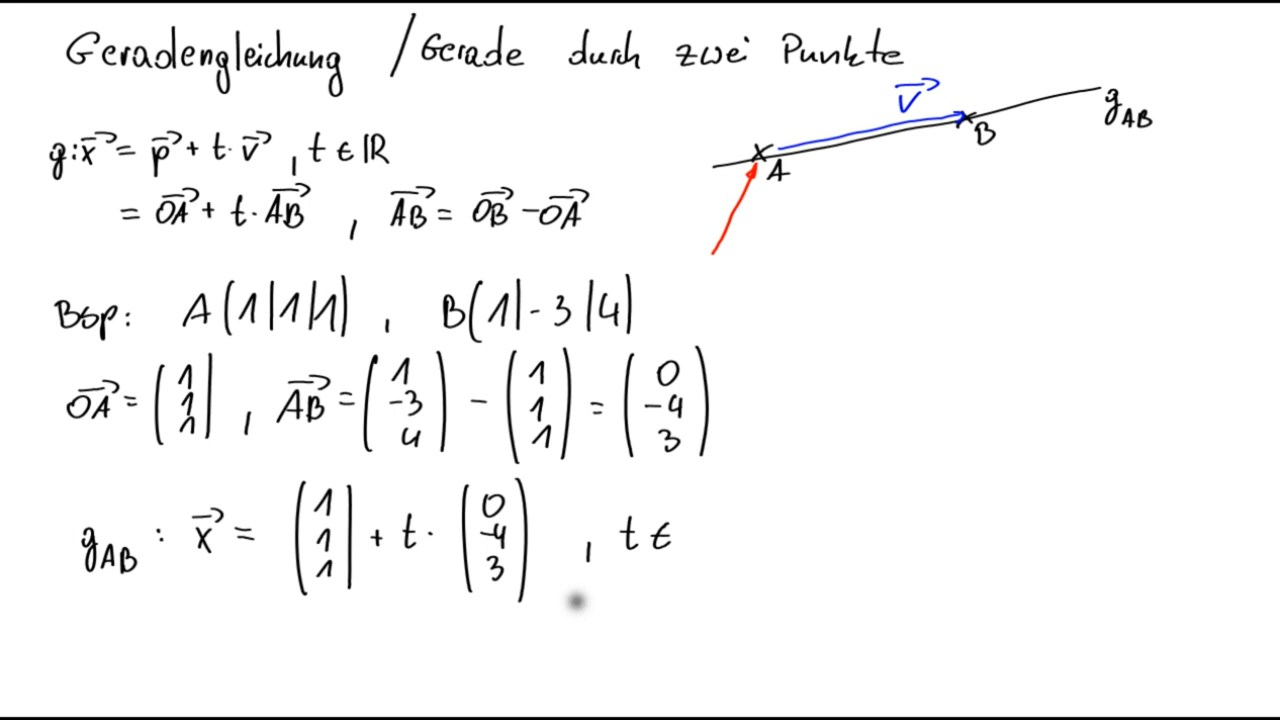 Geradengleichung / Gerade durch zwei Punkte
g: x⃗ = p⃗ + t · v⃗ , t ∈ ℝ
= OA⃗ + t · AB⃗ , AB⃗ = OB⃗ - OA⃗
v⃗
A
B
g_AB
Bsp: A(1|1|1) , B(1|-3|4)
OA⃗ = (1 1 1) , AB⃗ = (1 -3 4) - (1 1 1) = (0 -4 3)
g_AB : x⃗ = (1 1 1) + t · (0 -4 3) , t ∈